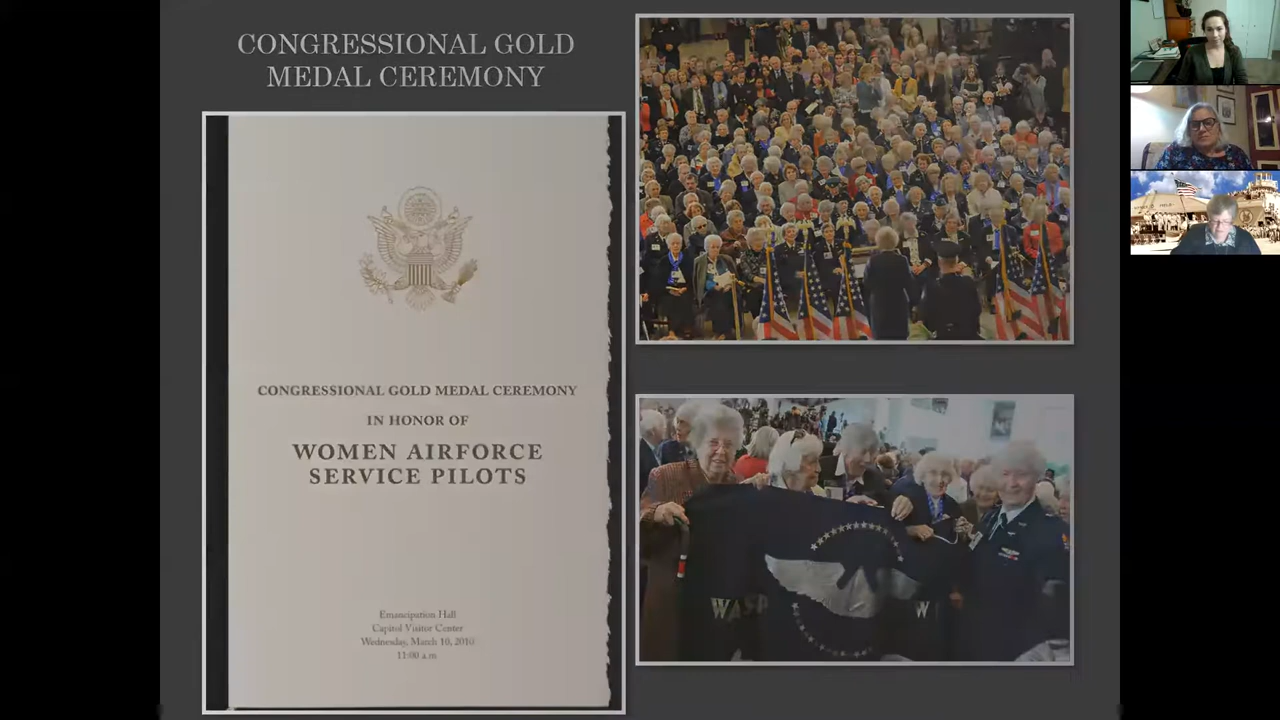 CONGRESSIONAL GOLD
MEDAL CEREMONY
CONGRESSIONAL GOLD MEDAL CEREMONY
IN HONOR OF
WOMEN AIRFORCE
SERVICE PILOTS
Emancipation Hall
Capitol Visitor Center
Wednesday, March 10, 2010
11:00 a.m
WASP
W